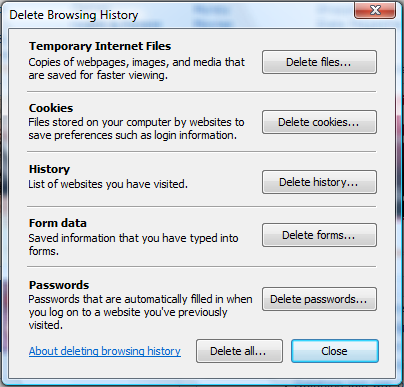 Delete Browsing History
Temporary Internet Files
Copies of webpages, images, and media that
are saved for faster viewing.
Delete files...
Cookies
Files stored on your computer by websites to
save preferences such as login information.
Delete cookies...
History
List of websites you have visited.
Delete history...
Form data
Saved information that you have typed into
forms.
Delete forms...
Passwords
Passwords that are automatically filled in when
you log on to a website you've previously
visited.
Delete passwords...
About deleting browsing history
Delete all...
Close